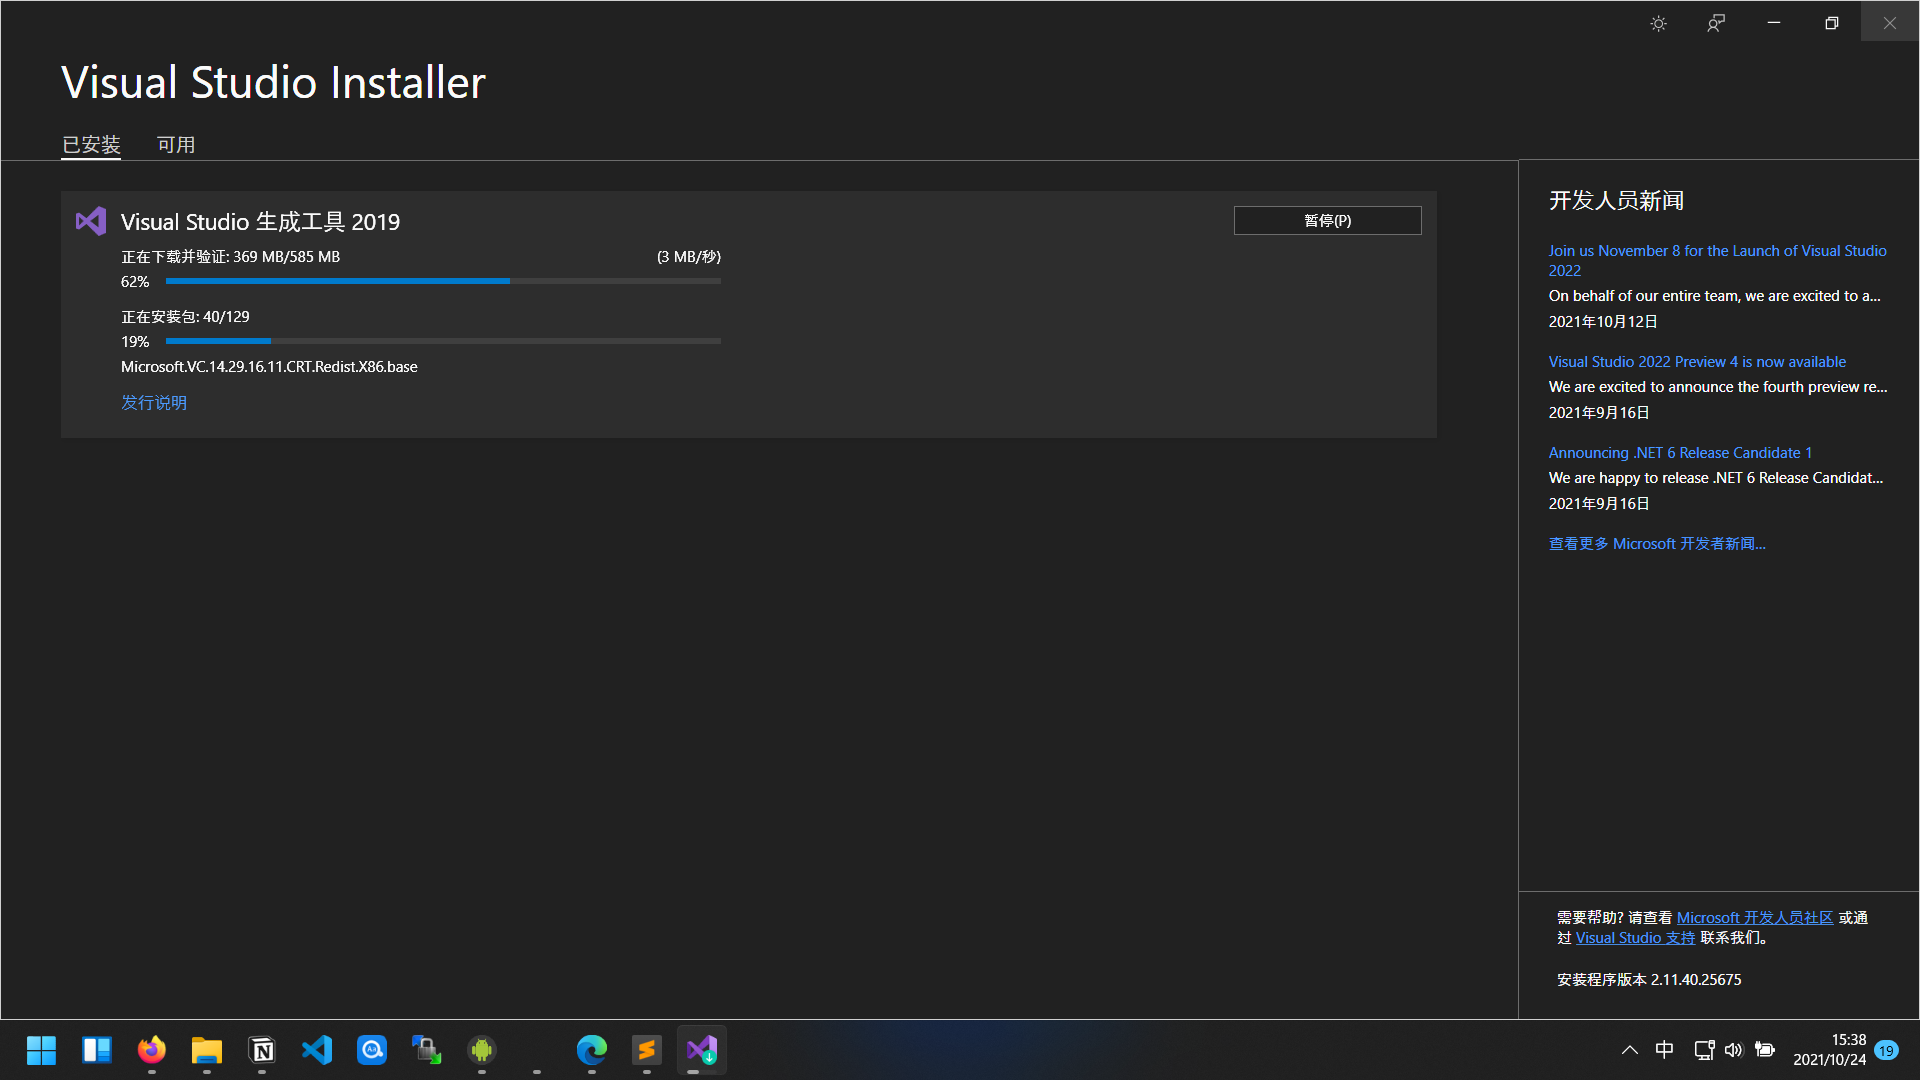 Visual Studio Installer
已安装
可用
Visual Studio 生成工具 2019
暂停(P)
正在下载并验证: 369 MB/585 MB
(3 MB/秒)
62%
正在安装包: 40/129
19%
Microsoft.VC.14.29.16.11.CRT.Redist.X86.base
发行说明
开发人员新闻
Join us November 8 for the Launch of Visual Studio
2022
On behalf of our entire team, we are excited to a...
2021年10月12日
Visual Studio 2022 Preview 4 is now available
We are excited to announce the fourth preview re...
2021年9月16日
Announcing .NET 6 Release Candidate 1
We are happy to release .NET 6 Release Candidat...
2021年9月16日
查看更多 Microsoft 开发者新闻...
需要帮助? 请查看 Microsoft 开发人员社区 或通
过 Visual Studio 支持 联系我们。
安装程序版本 2.11.40.25675
中
15:38
2021/10/24
19